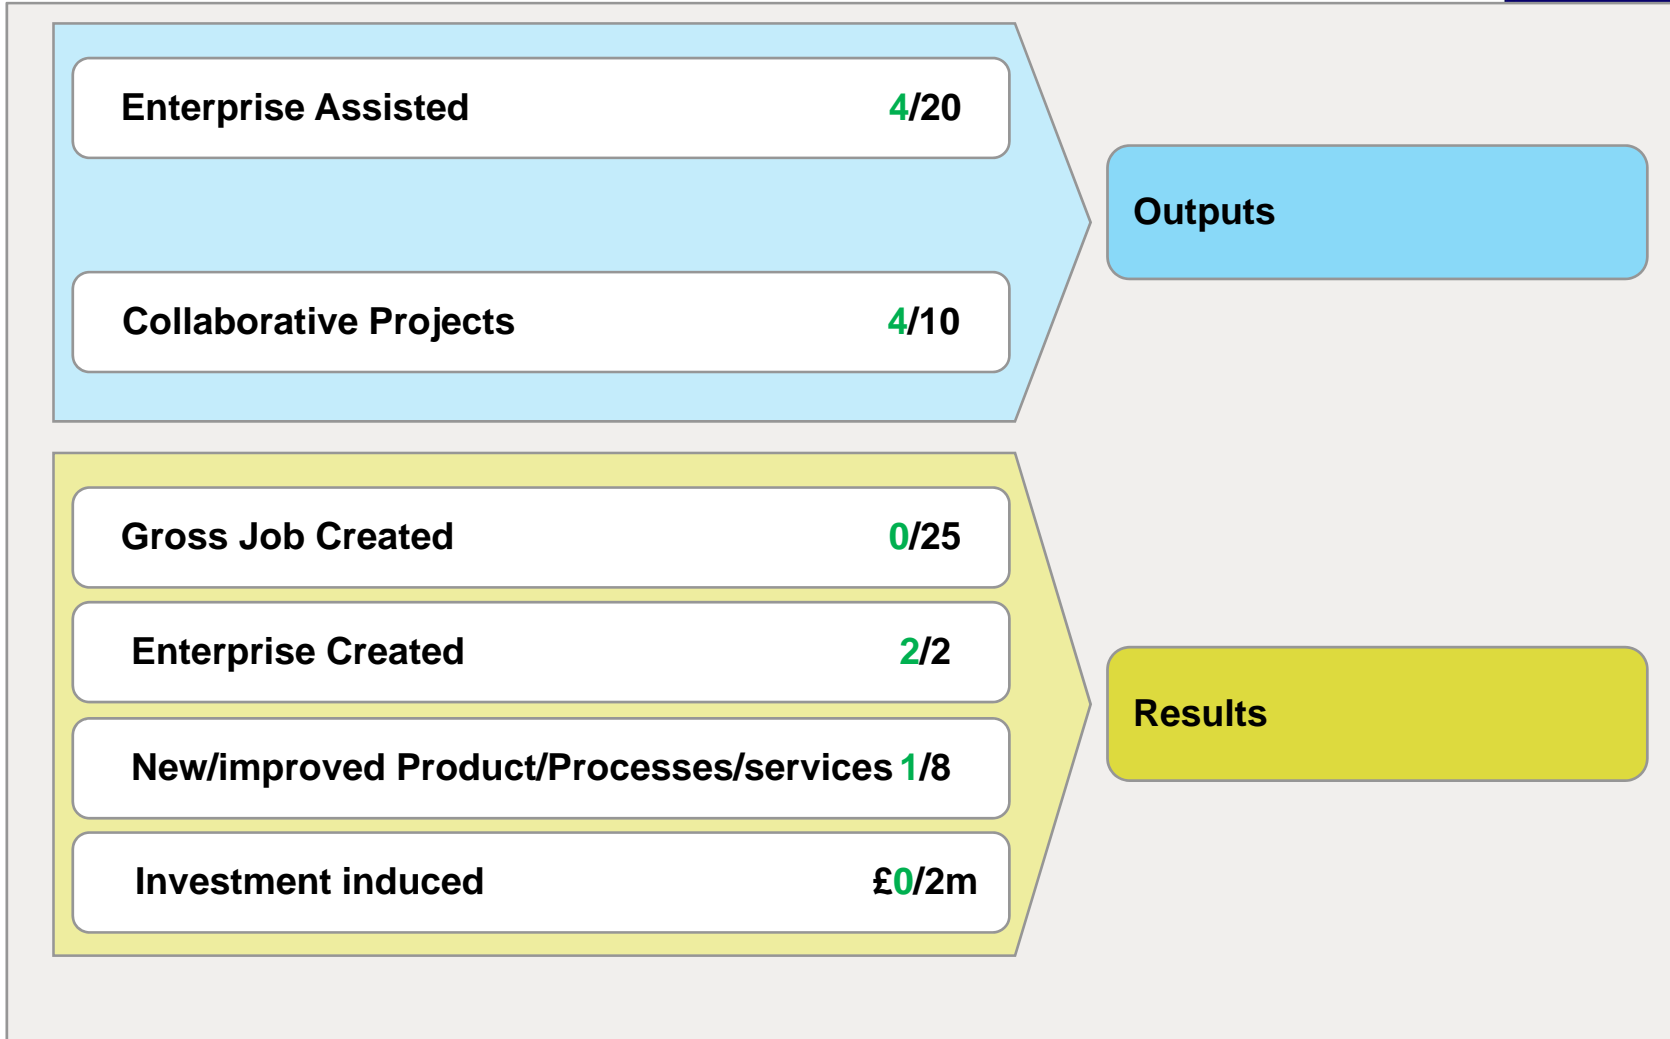 Enterprise Assisted 4/20
Outputs
Collaborative Projects 4/10
Gross Job Created 0/25
Enterprise Created 2/2
Results
New/improved Product/Processes/services 1/8
Investment induced £0/2m